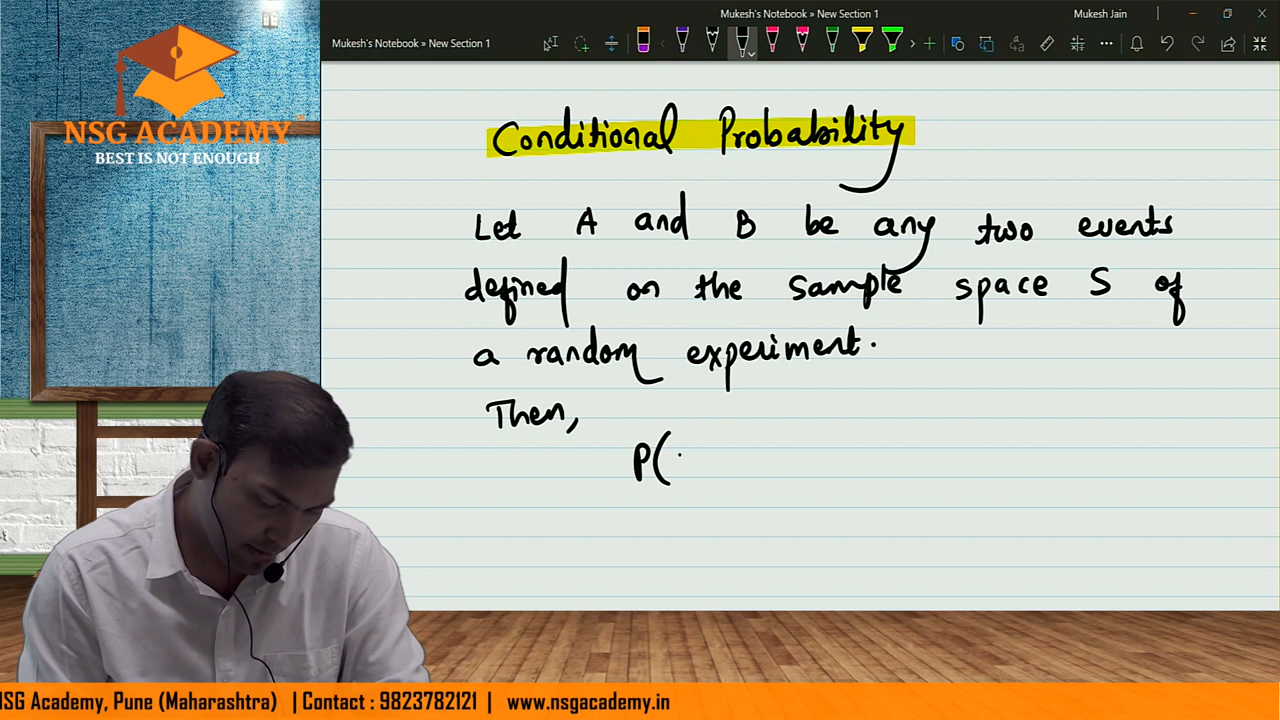 Mukesh's Notebook » New Section 1
Mukesh Jain
Mukesh's Notebook » New Section 1
NSG ACADEMY
BEST IS NOT ENOUGH
Conditional Probability
Let A and B be any two events
defined on the sample space S of
a random experiment.
Then,
P(
NSG Academy, Pune (Maharashtra) | Contact : 9823782121 | www.nsgacademy.in